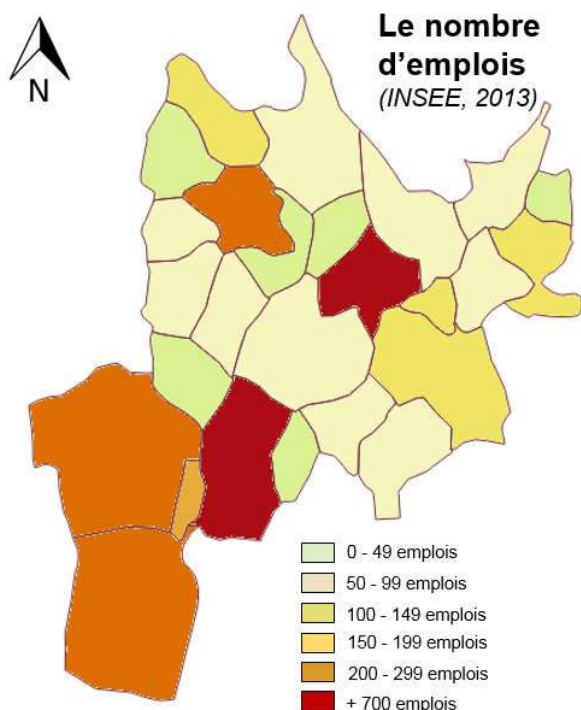 Le nombre
d'emplois
(INSEE, 2013)
N
0 - 49 emplois
50 - 99 emplois
100 - 149 emplois
150 - 199 emplois
200 - 299 emplois
+ 700 emplois